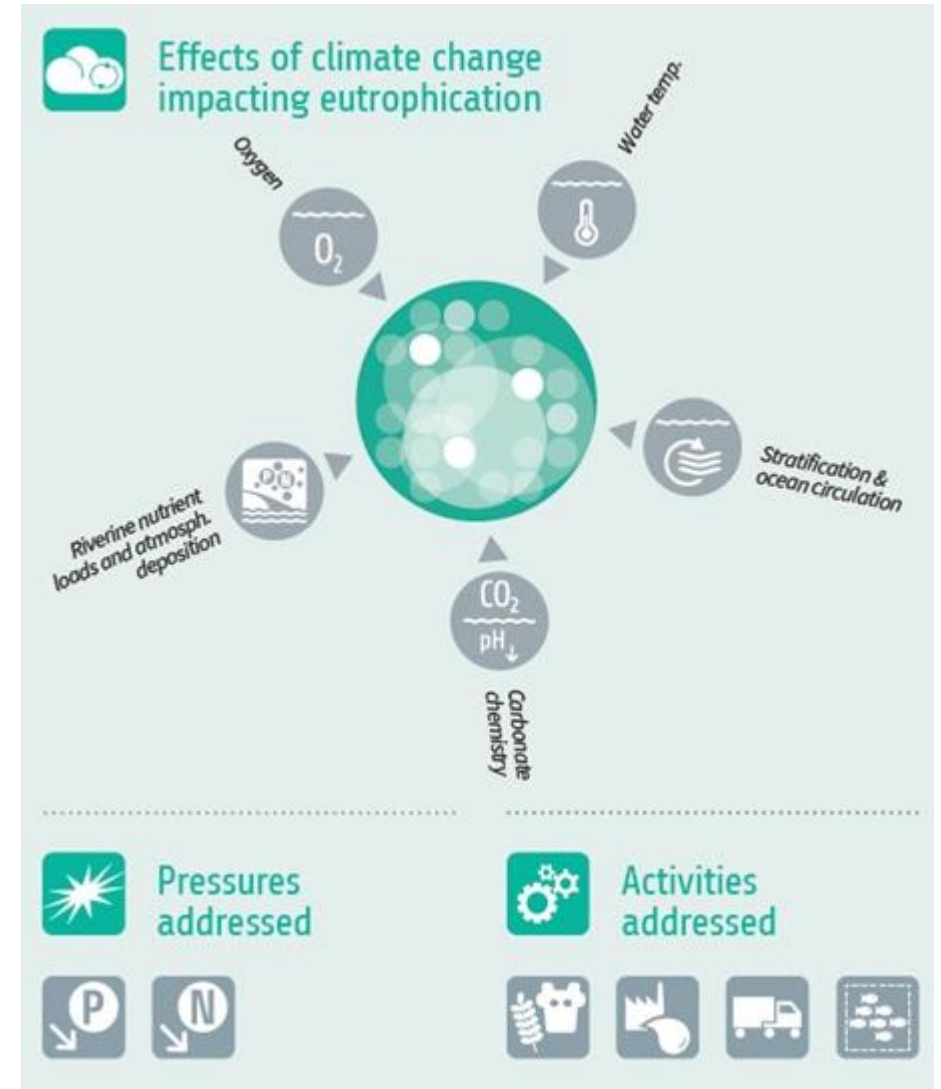 Effects of climate change
impacting eutrophication
Oxygen
O₂
Water temp.
Stratification &
ocean circulation
Riverine nutrient
loads and atmosph.
deposition
P N
CO₂
pH↓
Carbonate
chemistry
Pressures
addressed
Activities
addressed
P
N